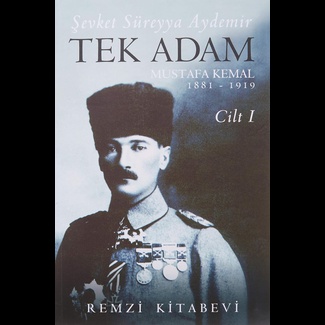 Şevket Süreyya Aydemir
TEK ADAM
MUSTAFA KEMAL
1881 - 1919
Cilt I
REMZİ KİTABEVİ